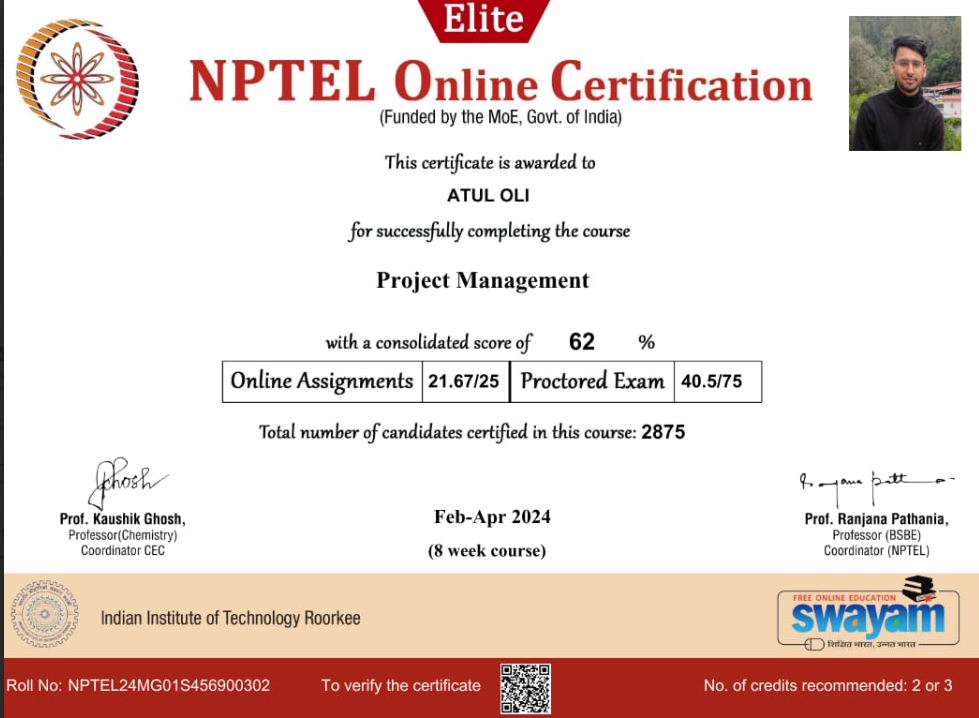 Elite
NPTEL Online Certification
(Funded by the MoE, Govt. of India)
This certificate is awarded to
ATUL OLI
for successfully completing the course
Project Management
with a consolidated score of 62 %
Online Assignments 21.67/25 Proctored Exam 40.5/75
Total number of candidates certified in this course: 2875
Prof. Kaushik Ghosh,
Professor(Chemistry)
Coordinator CEC
Feb-Apr 2024
(8 week course)
Prof. Ranjana Pathania,
Professor (BSBE)
Coordinator (NPTEL)
Indian Institute of Technology Roorkee
FREE ONLINE EDUCATION
swayam
शिक्षित भारत, उन्नत भारत
Roll No: NPTEL24MG01S456900302
To verify the certificate
No. of credits recommended: 2 or 3